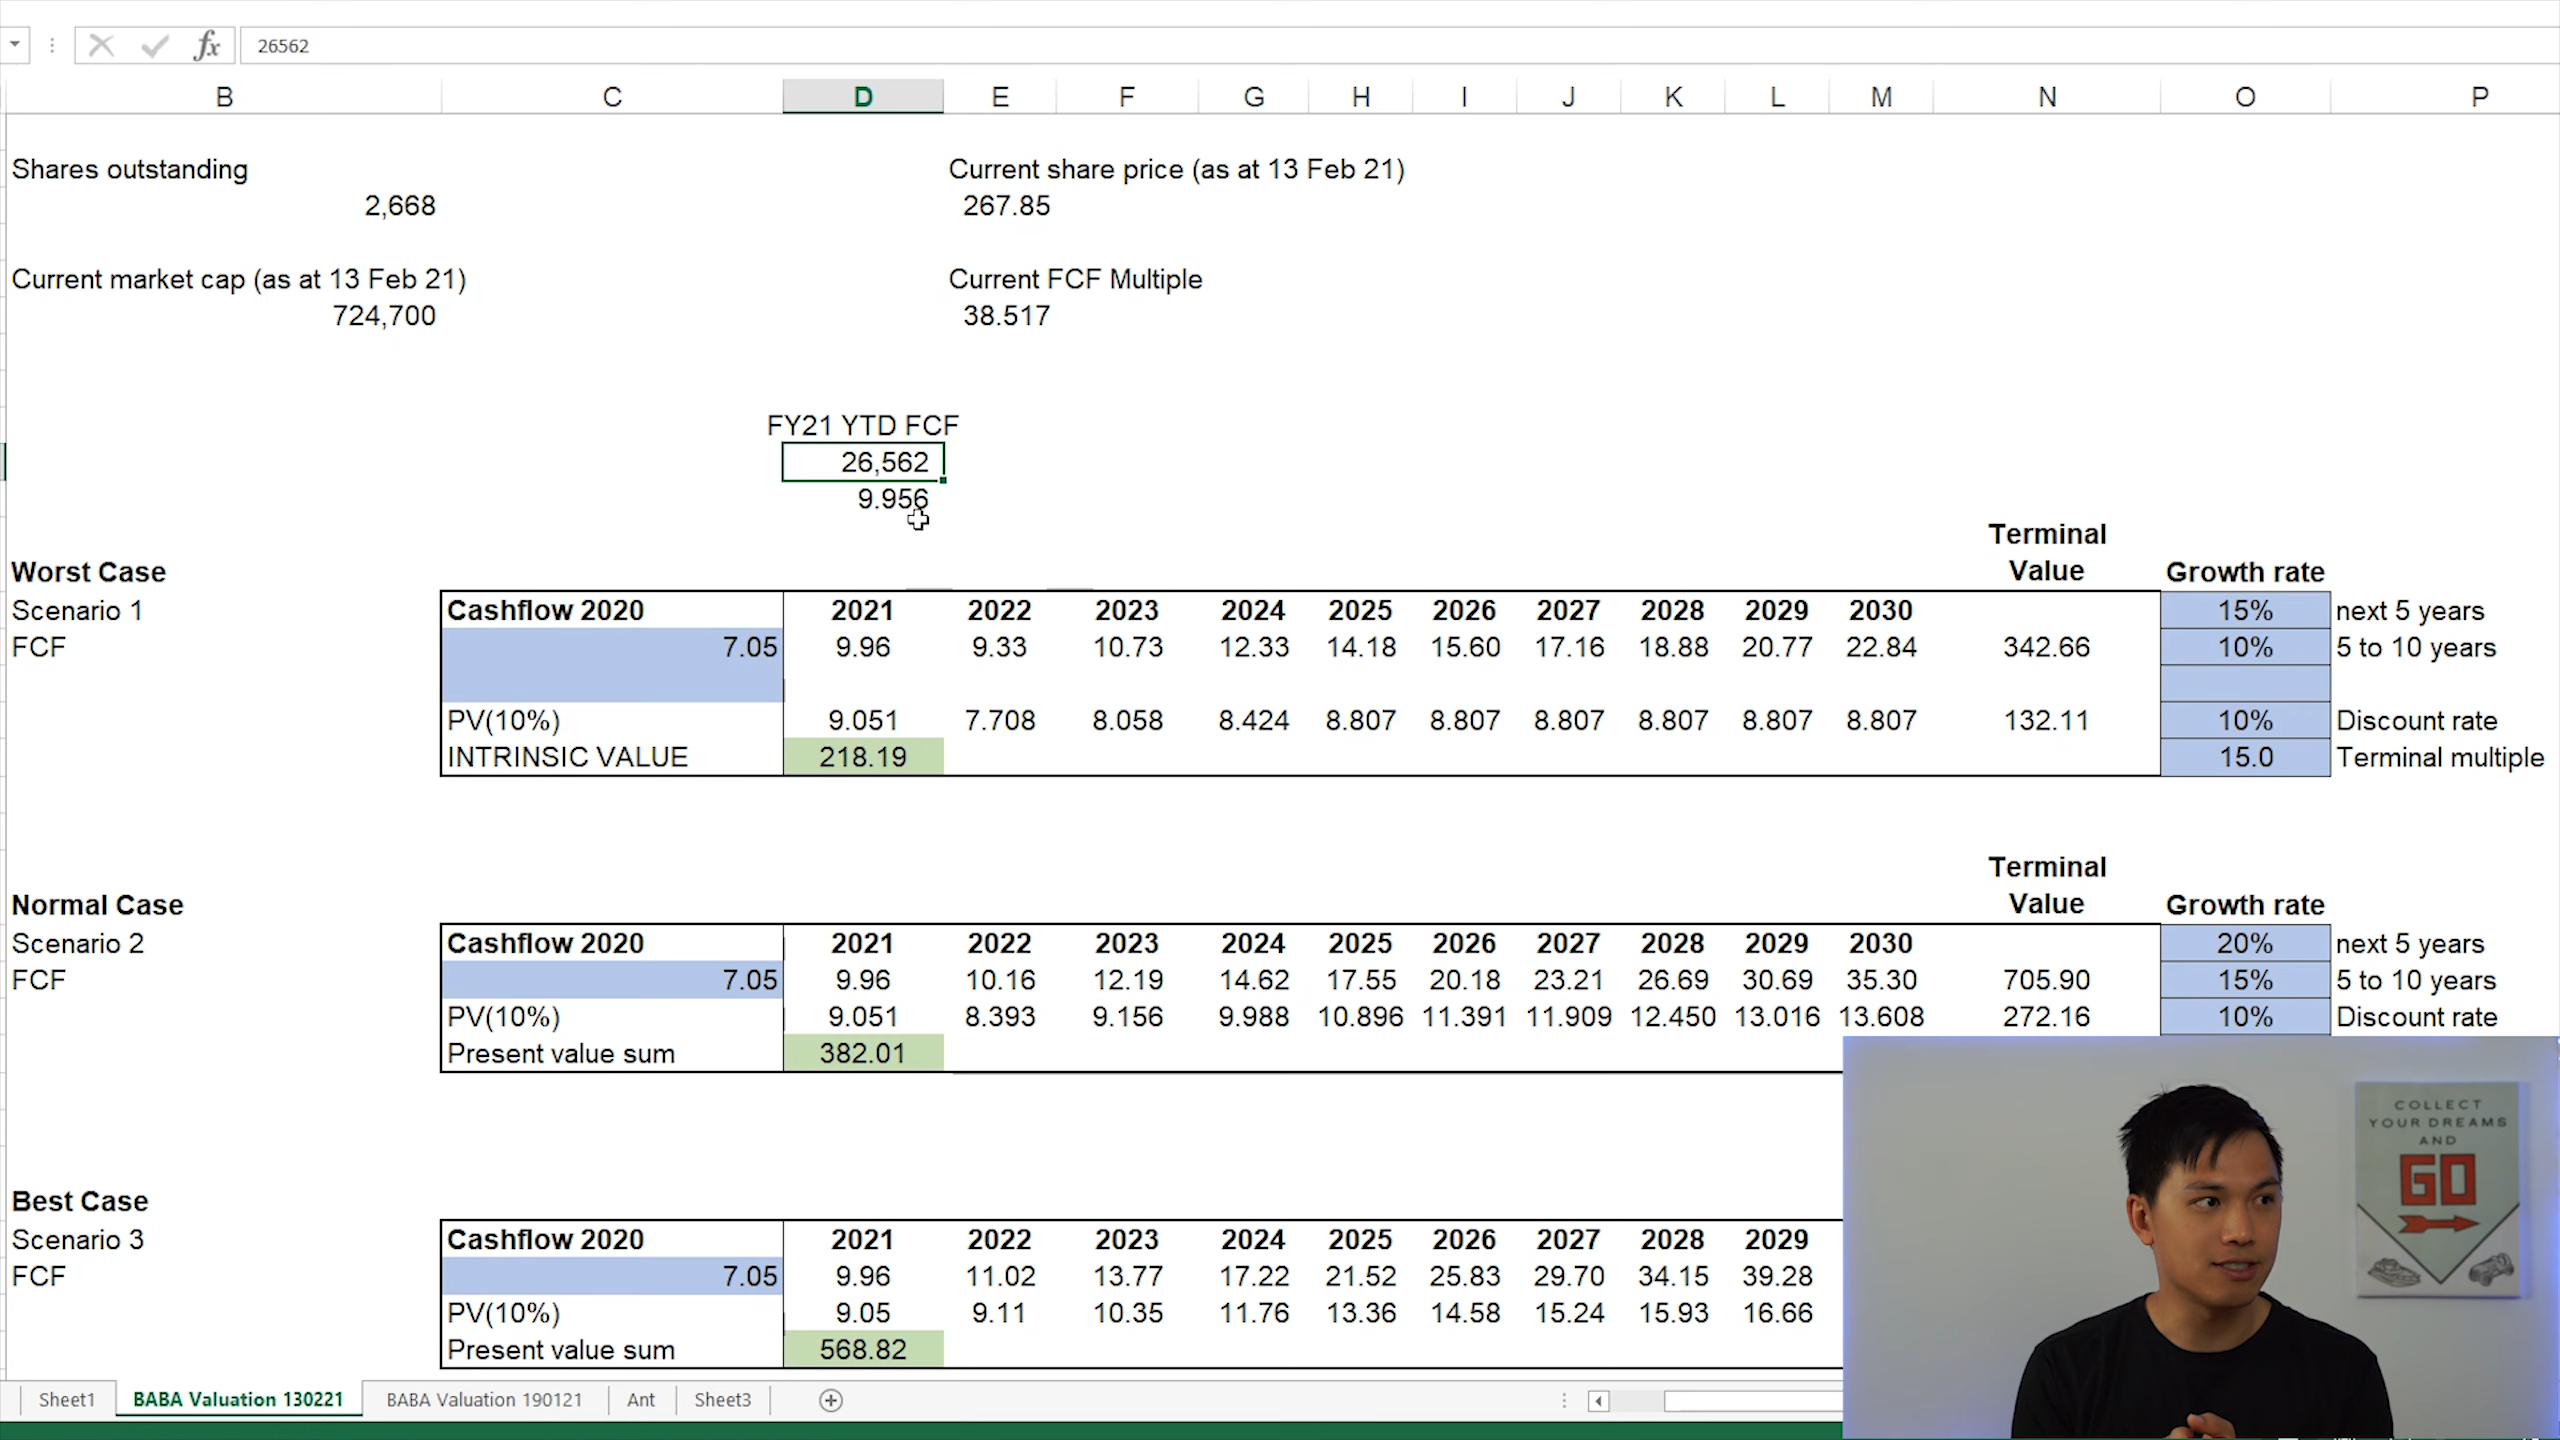 fx 26562
B C D E F G H I J K L M N O P
Shares outstanding Current share price (as at 13 Feb 21)
2,668 267.85
Current market cap (as at 13 Feb 21) Current FCF Multiple
724,700 38.517
FY21 YTD FCF
26,562
9.956
Terminal
Worst Case Value Growth rate
Scenario 1 Cashflow 2020 2021 2022 2023 2024 2025 2026 2027 2028 2029 2030 15% next 5 years
FCF 7.05 9.96 9.33 10.73 12.33 14.18 15.60 17.16 18.88 20.77 22.84 342.66 10% 5 to 10 years
PV(10%) 9.051 7.708 8.058 8.424 8.807 8.807 8.807 8.807 8.807 8.807 132.11 10% Discount rate
INTRINSIC VALUE 218.19 15.0 Terminal multiple
Terminal
Normal Case Value Growth rate
Scenario 2 Cashflow 2020 2021 2022 2023 2024 2025 2026 2027 2028 2029 2030 20% next 5 years
FCF 7.05 9.96 10.16 12.19 14.62 17.55 20.18 23.21 26.69 30.69 35.30 705.90 15% 5 to 10 years
PV(10%) 9.051 8.393 9.156 9.988 10.896 11.391 11.909 12.450 13.016 13.608 272.16 10% Discount rate
Present value sum 382.01
Best Case
Scenario 3 Cashflow 2020 2021 2022 2023 2024 2025 2026 2027 2028 2029
FCF 7.05 9.96 11.02 13.77 17.22 21.52 25.83 29.70 34.15 39.28
PV(10%) 9.05 9.11 10.35 11.76 13.36 14.58 15.24 15.93 16.66
Present value sum 568.82
Sheet1 BABA Valuation 130221 BABA Valuation 190121 Ant Sheet3
COLLECT
YOUR DREAMS
AND
GO